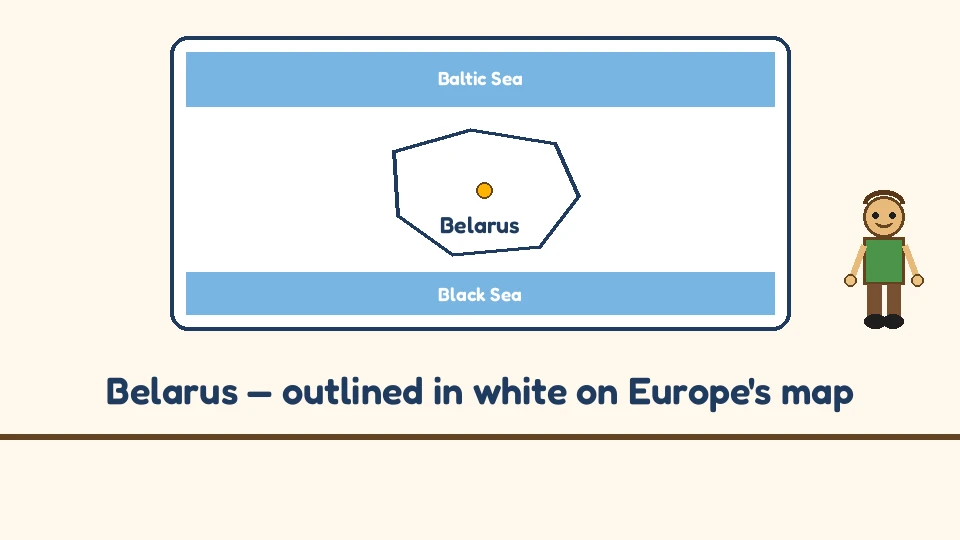 Baltic Sea
Belarus
Black Sea
Belarus — outlined in white on Europe's map